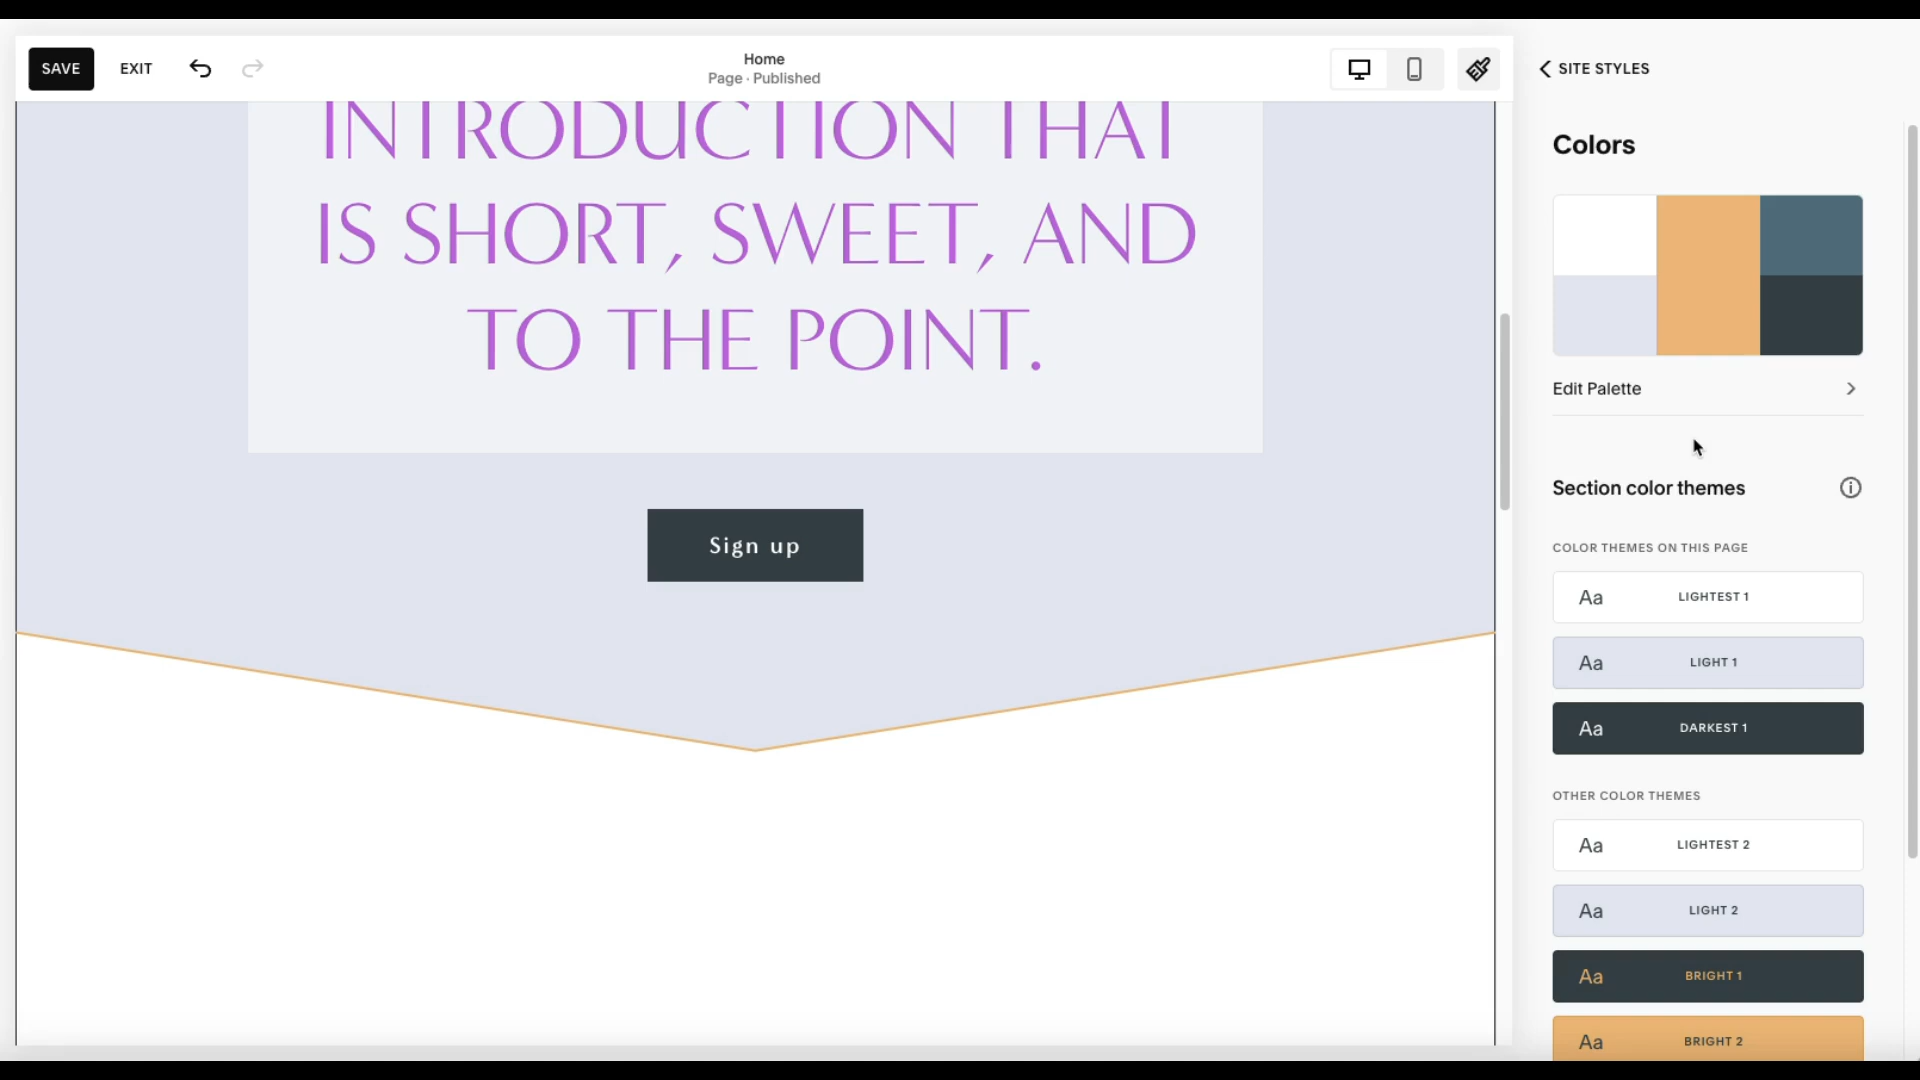 SAVE
EXIT
Home
Page · Published
SITE STYLES
INTRODUCTION THAT
IS SHORT, SWEET, AND
TO THE POINT.
Sign up
Colors
Edit Palette
Section color themes
COLOR THEMES ON THIS PAGE
Aa LIGHTEST 1
Aa LIGHT 1
Aa DARKEST 1
OTHER COLOR THEMES
Aa LIGHTEST 2
Aa LIGHT 2
Aa BRIGHT 1
Aa BRIGHT 2